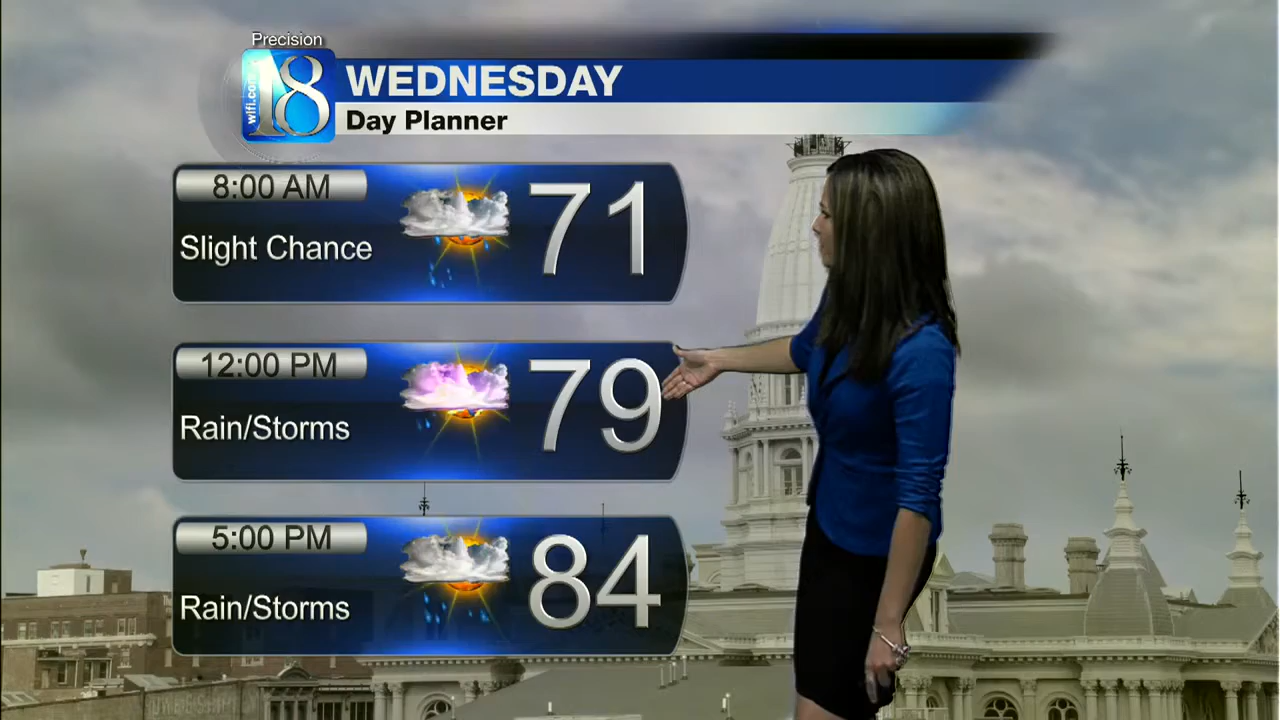 Precision
wlfi.com
18
WEDNESDAY
Day Planner
8:00 AM
Slight Chance
71
12:00 PM
Rain/Storms
79
5:00 PM
Rain/Storms
84